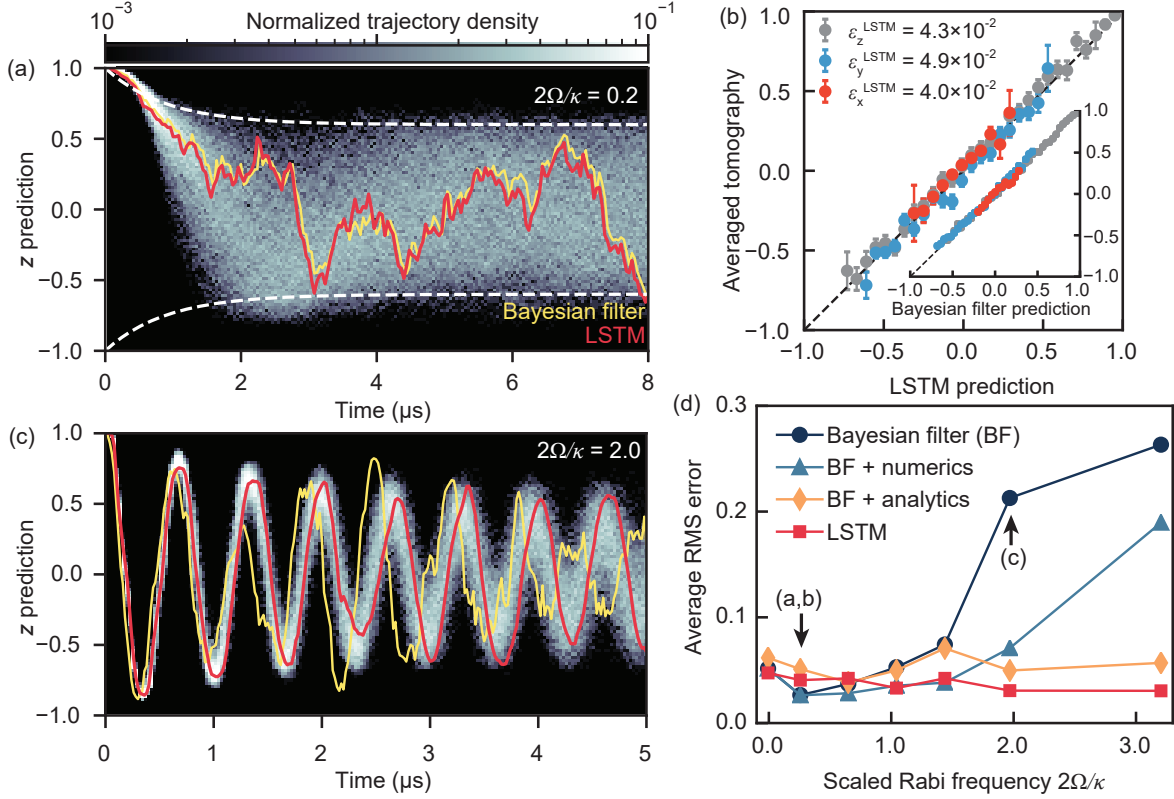 10⁻³ Normalized trajectory density 10⁻¹
(a)
2Ω/κ = 0.2
1.0
0.5
0.0
−0.5
−1.0
z prediction
Bayesian filter
LSTM
0 2 4 6 8
Time (μs)
(b)
ε_z^LSTM = 4.3×10⁻²
ε_y^LSTM = 4.9×10⁻²
ε_x^LSTM = 4.0×10⁻²
1.0
0.5
0.0
−0.5
−1.0
Averaged tomography
1.0
0.5
0.0
−0.5
−1.0
−1.0 −0.5 0.0 0.5 1.0
Bayesian filter prediction
−1.0 −0.5 0.0 0.5 1.0
LSTM prediction
(c)
2Ω/κ = 2.0
1.0
0.5
0.0
−0.5
−1.0
z prediction
0 1 2 3 4 5
Time (μs)
(d)
0.3
0.2
0.1
0.0
Average RMS error
Bayesian filter (BF)
BF + numerics
BF + analytics
LSTM
(a,b)
(c)
0.0 1.0 2.0 3.0
Scaled Rabi frequency 2Ω/κ